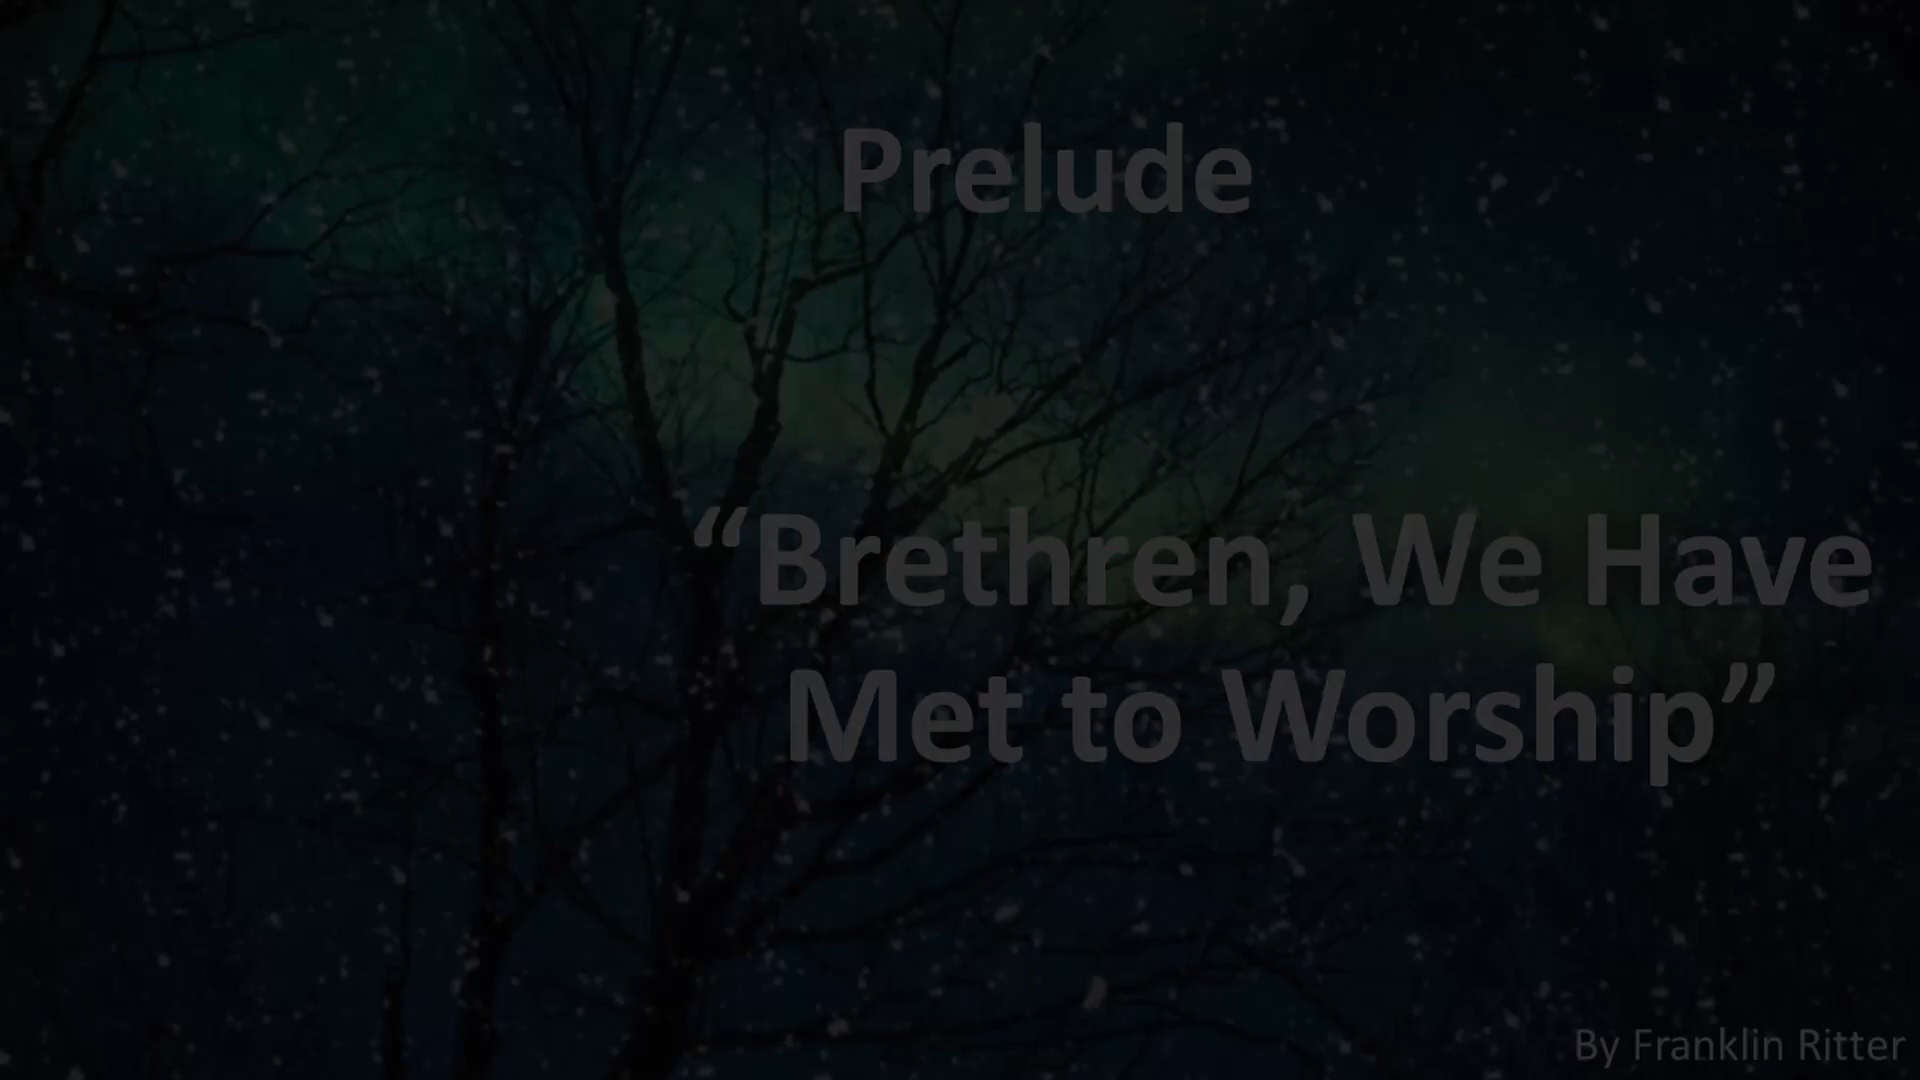 Prelude
“Brethren, We Have
Met to Worship”
By Franklin Ritter